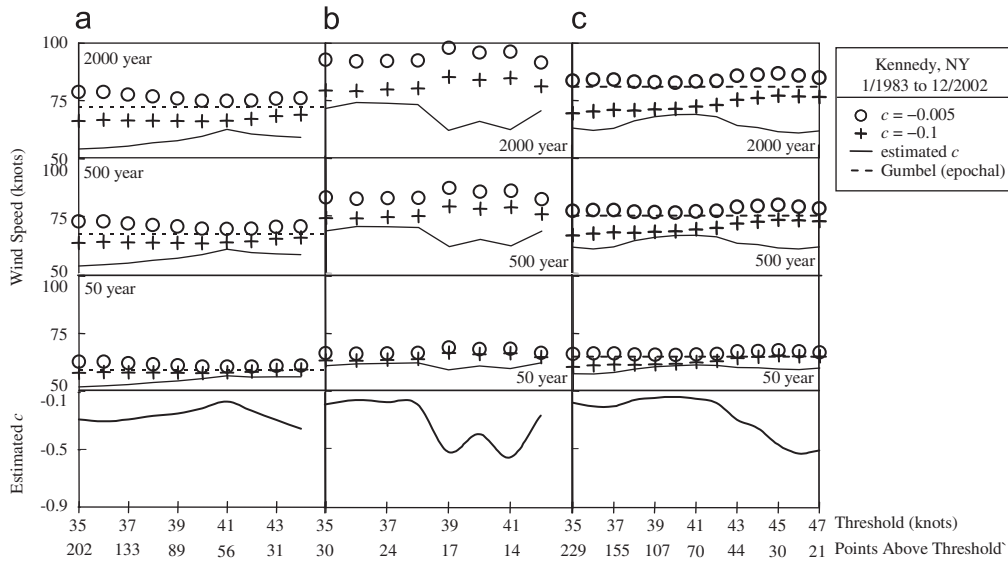 a
b
c
100
2000 year
2000 year
2000 year
75
50
100
500 year
500 year
500 year
75
50
100
50 year
50 year
50 year
75
50
Wind Speed (knots)
-0.1
-0.5
-0.9
Estimated c
35 37 39 41 43 35 37 39 41 35 37 39 41 43 45 47 Threshold (knots)
202 133 89 56 31 30 24 17 14 229 155 107 70 44 30 21 Points Above Threshold`
Kennedy, NY
1/1983 to 12/2002
c = −0.005
c = −0.1
estimated c
Gumbel (epochal)